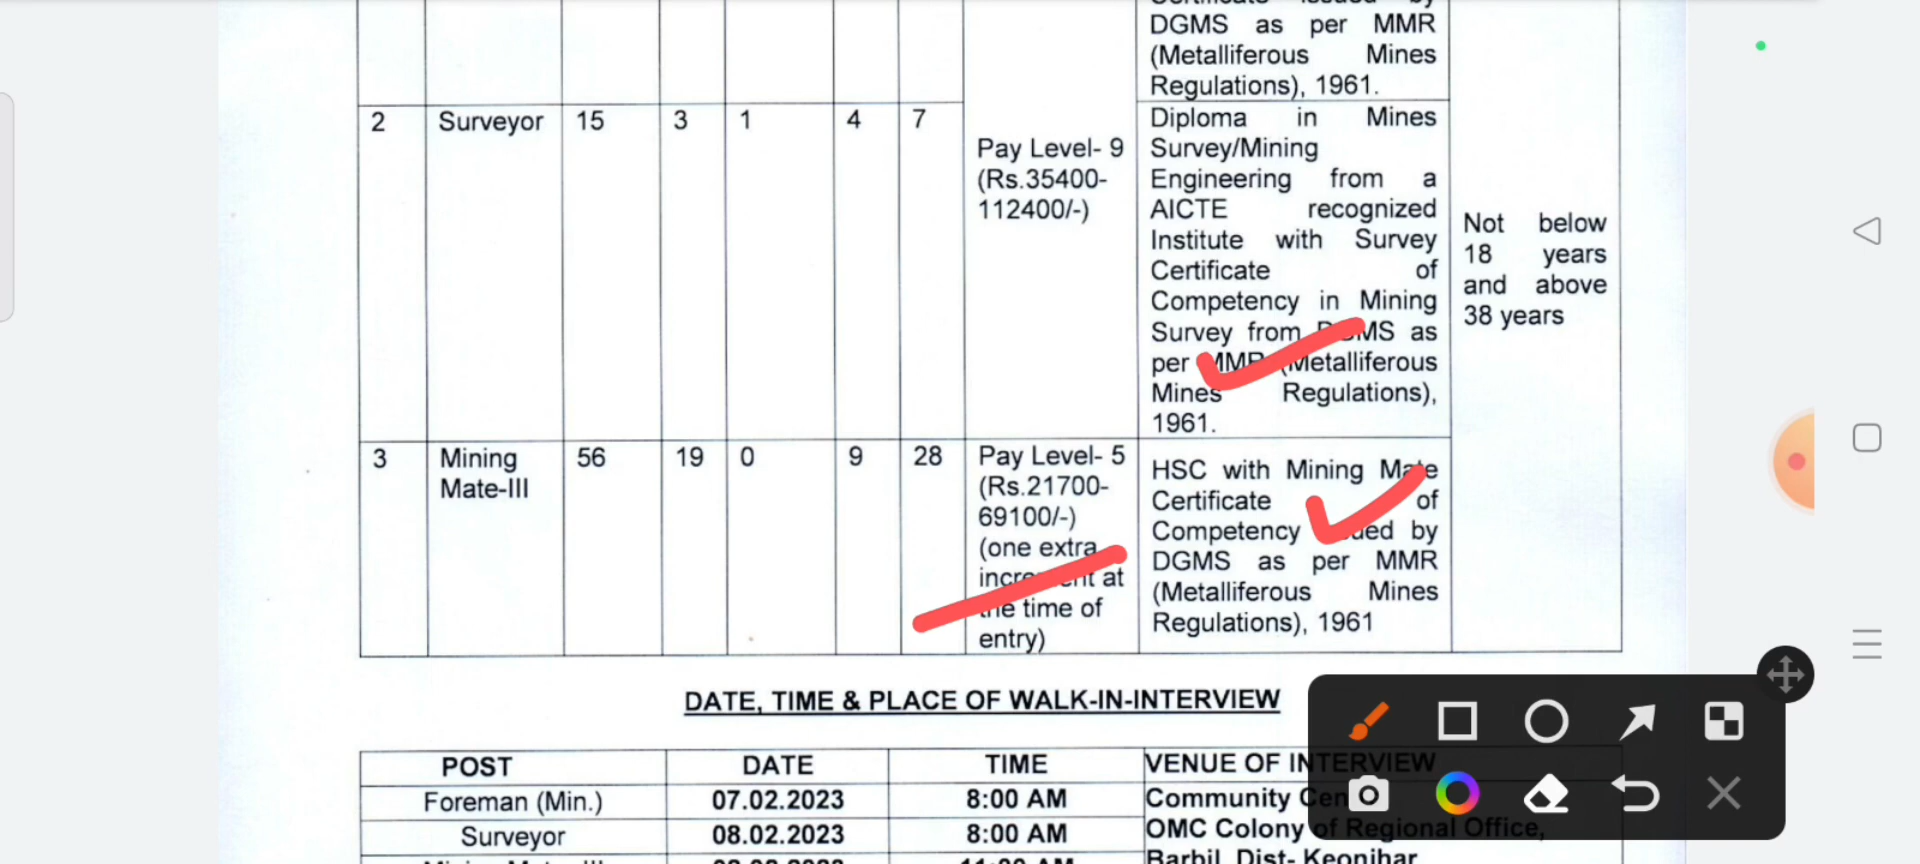 DGMS as per MMR
(Metalliferous Mines
Regulations), 1961.
2 Surveyor 15 3 1 4 7
Pay Level- 9
(Rs.35400-
112400/-)
Diploma in Mines
Survey/Mining
Engineering from a
AICTE recognized
Institute with Survey
Certificate of
Competency in Mining
Survey from DGMS as
per MMR (Metalliferous
Mines Regulations),
1961.
Not below
18 years
and above
38 years
3 Mining
Mate-III
56 19 0 9 28
Pay Level- 5
(Rs.21700-
69100/-)
(one extra
increment at
the time of
entry)
HSC with Mining Mate
Certificate of
Competency issued by
DGMS as per MMR
(Metalliferous Mines
Regulations), 1961
DATE, TIME & PLACE OF WALK-IN-INTERVIEW
POST DATE TIME VENUE OF INTERVIEW
Foreman (Min.) 07.02.2023 8:00 AM Community
Surveyor 08.02.2023 8:00 AM OMC Colony of Regional Office,
Barbil, Dist- Keonjhar